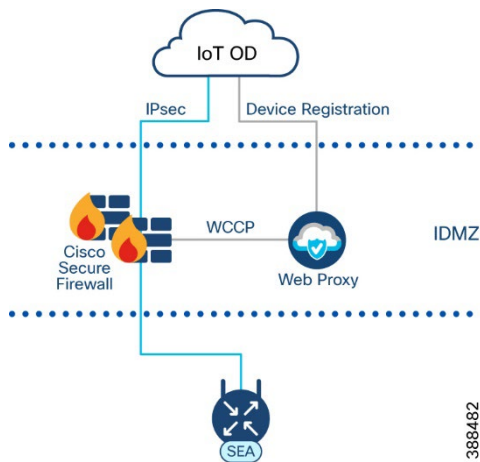 IoT OD
IPsec
Device Registration
WCCP
IDMZ
Cisco
Secure
Firewall
Web Proxy
SEA
388482